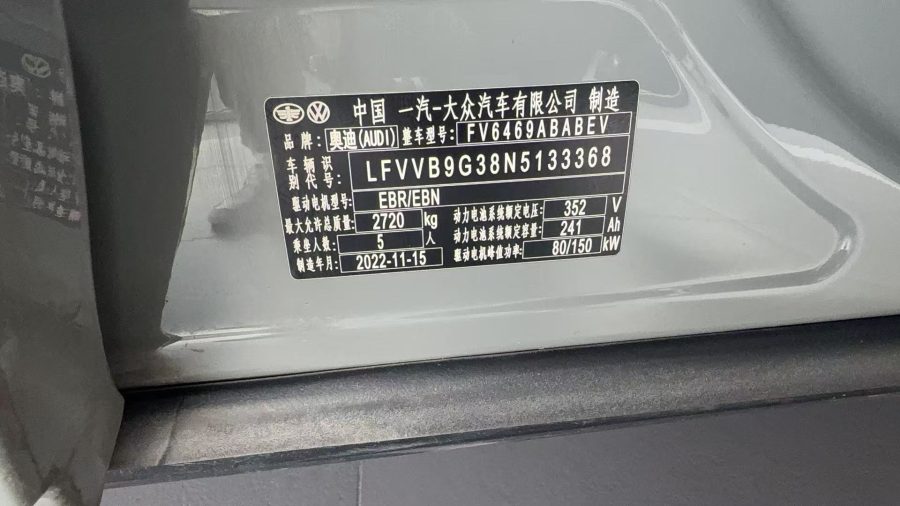 中国 一汽-大众汽车有限公司 制造
品牌: 奥迪(AUDI) 整车型号: FV6469ABABEV
车辆识别代号: LFVVB9G38N5133368
驱动电机型号: EBR/EBN
最大允许总质量: 2720 kg 动力电池系统额定电压: 352 V
乘坐人数: 5 人 动力电池系统额定容量: 241 Ah
制造年月: 2022-11-15 驱动电机峰值功率: 80/150 kW